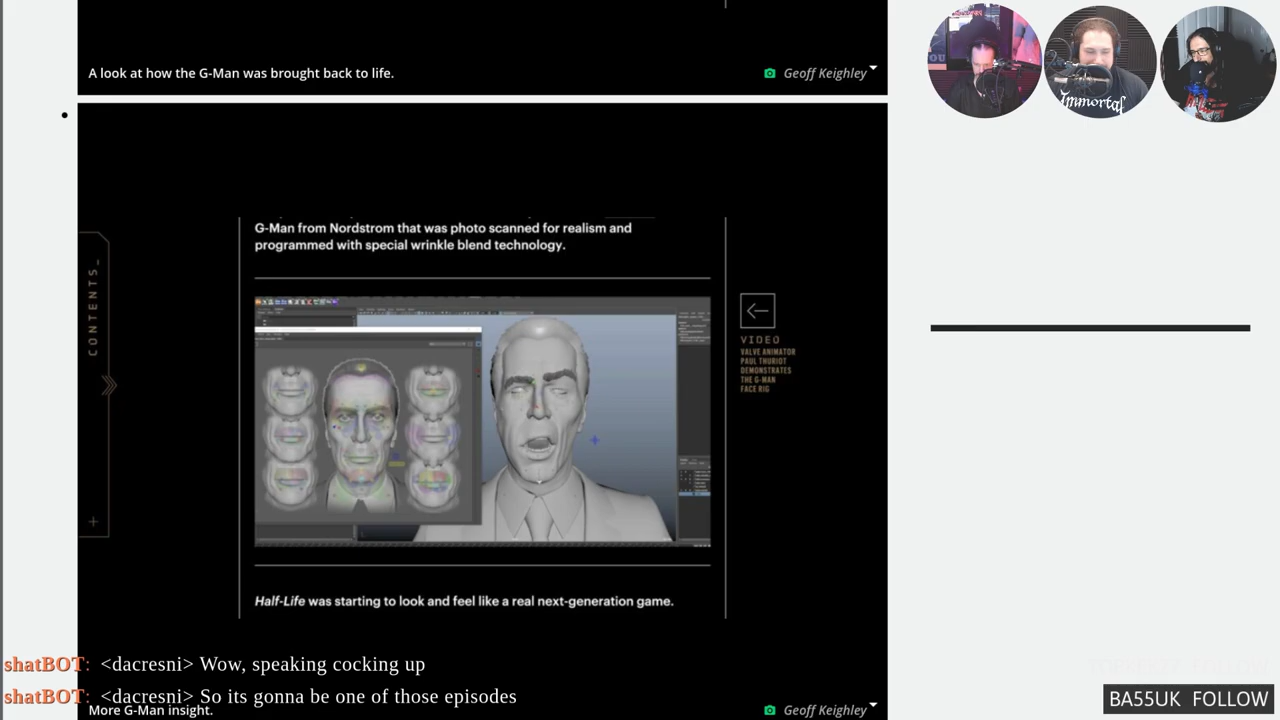 A look at how the G-Man was brought back to life.
Geoff Keighley
G-Man from Nordstrom that was photo scanned for realism and
programmed with special wrinkle blend technology.
CONTENTS_
VIDEO
VALVE ANIMATOR
PAUL THURIOT
DEMONSTRATES
THE G-MAN
FACE RIG
Half-Life was starting to look and feel like a real next-generation game.
shatBOT: <dacresni> Wow, speaking cocking up
shatBOT: <dacresni> So its gonna be one of those episodes
More G-Man insight.
Geoff Keighley
BA55UK FOLLOW
Immortal